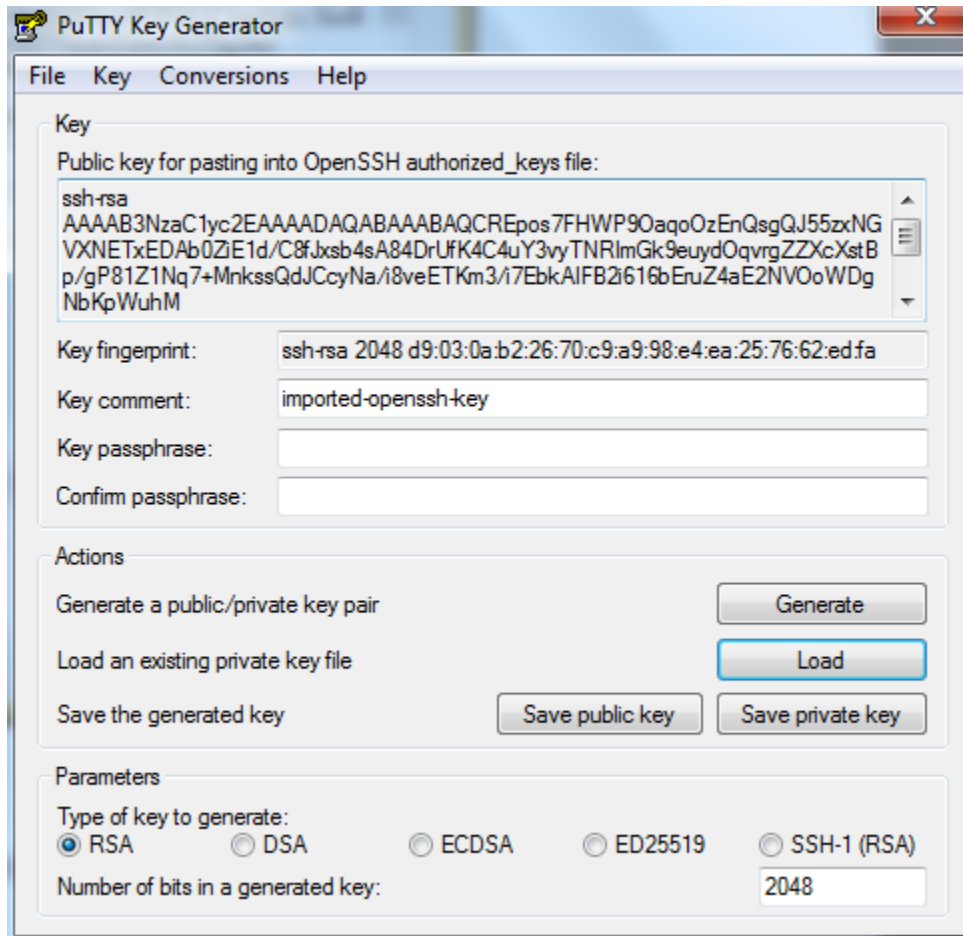 PuTTY Key Generator
File Key Conversions Help
Key
Public key for pasting into OpenSSH authorized_keys file:
ssh-rsa
AAAAB3NzaC1yc2EAAAADAQABAAABAQCREpos7FHWP9OaqoOzEnQsgQJ55zxNG
VXNETxEDAb0ZiE1d/C8fJxsb4sA84DrUfK4C4uY3vyTNRImGk9euydOqvrgZZXcXstB
p/gP81Z1Nq7+MnkssQdJCcyNa/i8veETKm3/i7EbkAIFB2i616bEruZ4aE2NVOoWDg
NbKpWuhM
Key fingerprint: ssh-rsa 2048 d9:03:0a:b2:26:70:c9:a9:98:e4:ea:25:76:62:ed:fa
Key comment: imported-openssh-key
Key passphrase:
Confirm passphrase:
Actions
Generate a public/private key pair Generate
Load an existing private key file Load
Save the generated key Save public key Save private key
Parameters
Type of key to generate:
RSA DSA ECDSA ED25519 SSH-1 (RSA)
Number of bits in a generated key: 2048